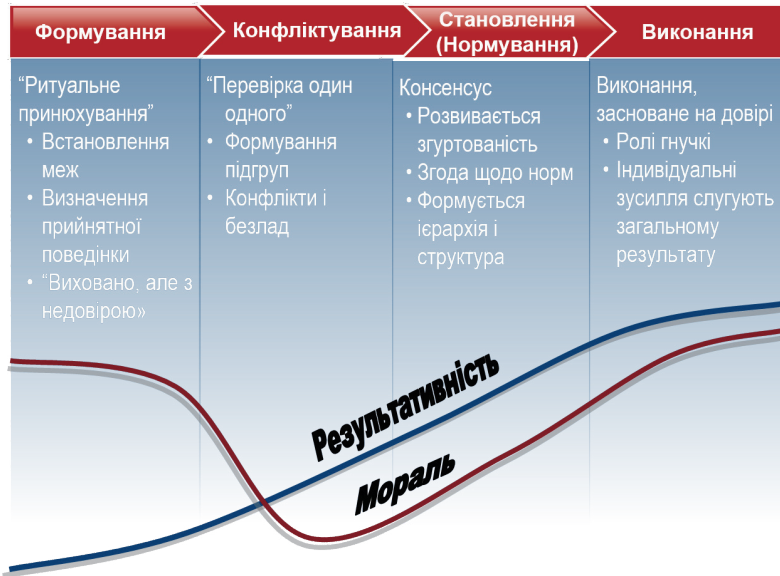 Формування
Конфліктування
Становлення
(Нормування)
Виконання
“Ритуальне
принюхування”
• Встановлення
меж
• Визначення
прийнятної
поведінки
• “Виховано, але з
недовірою»
“Перевірка один
одного”
• Формування
підгруп
• Конфлікти і
безлад
Консенсус
• Розвивається
згуртованість
• Згода щодо норм
• Формується
ієрархія і
структура
Виконання,
засноване на довірі
• Ролі гнучкі
• Індивідуальні
зусилля слугують
загальному
результату
Результативність
Мораль